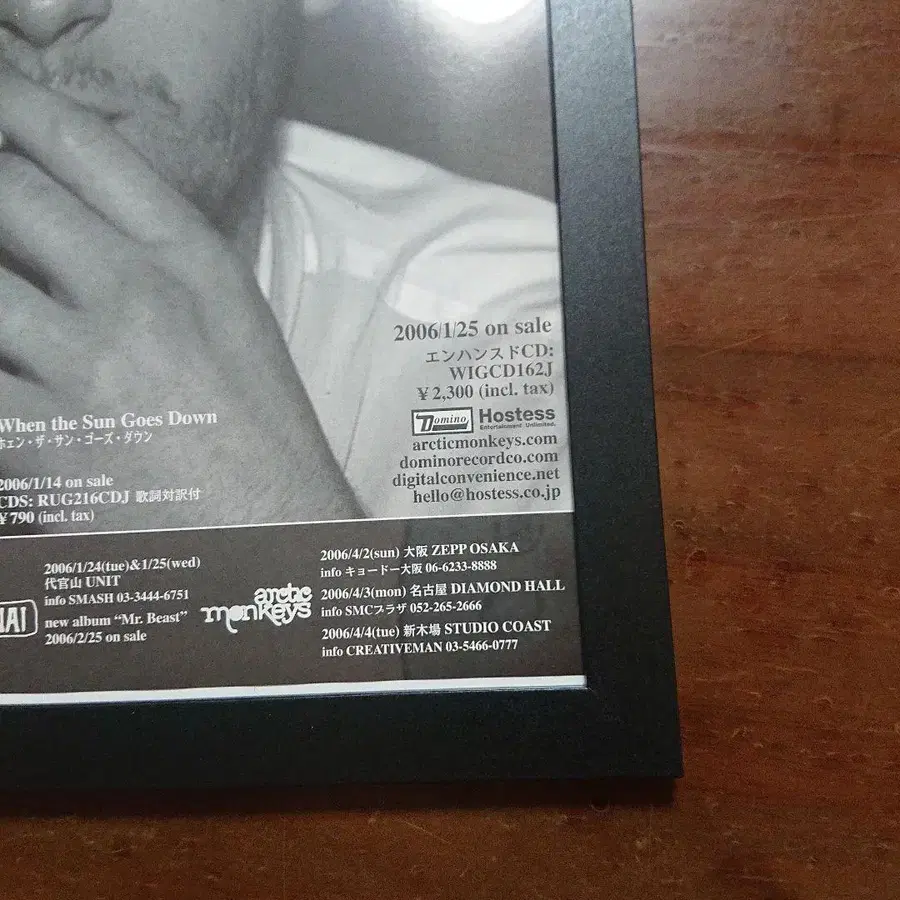 2006/1/25 on sale
エンハンスドCD:
WIGCD162J
￥2,300 (incl. tax)
Domino Hostess
Entertainment Unlimited.
arcticmonkeys.com
dominorecordco.com
digitalconvenience.net
hello@hostess.co.jp
When the Sun Goes Down
ホェン・ザ・サン・ゴーズ・ダウン
2006/1/14 on sale
CDS: RUG216CDJ 歌詞対訳付
￥790 (incl. tax)
2006/1/24(tue)&1/25(wed)
代官山 UNIT
info SMASH 03-3444-6751
new album “Mr. Beast”
2006/2/25 on sale
NAI
arctic
monkeys
2006/4/2(sun) 大阪 ZEPP OSAKA
info キョードー大阪 06-6233-8888
2006/4/3(mon) 名古屋 DIAMOND HALL
info SMCプラザ 052-265-2666
2006/4/4(tue) 新木場 STUDIO COAST
info CREATIVEMAN 03-5466-0777